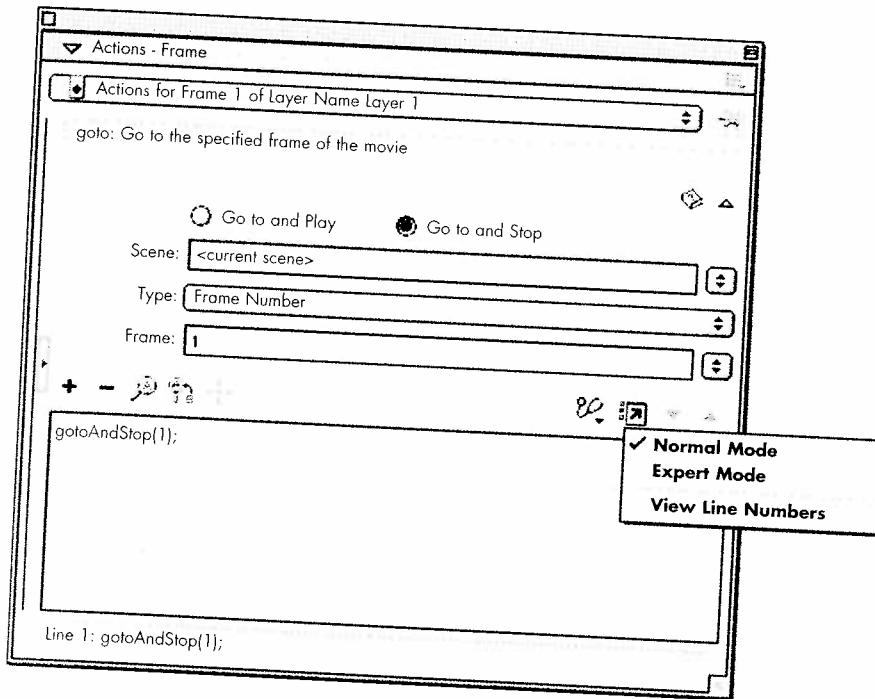 Actions - Frame
Actions for Frame 1 of Layer Name Layer 1
goto: Go to the specified frame of the movie
Go to and Play Go to and Stop
Scene: <current scene>
Type: Frame Number
Frame: 1
gotoAndStop(1);
✓ Normal Mode
Expert Mode
View Line Numbers
Line 1: gotoAndStop(1);